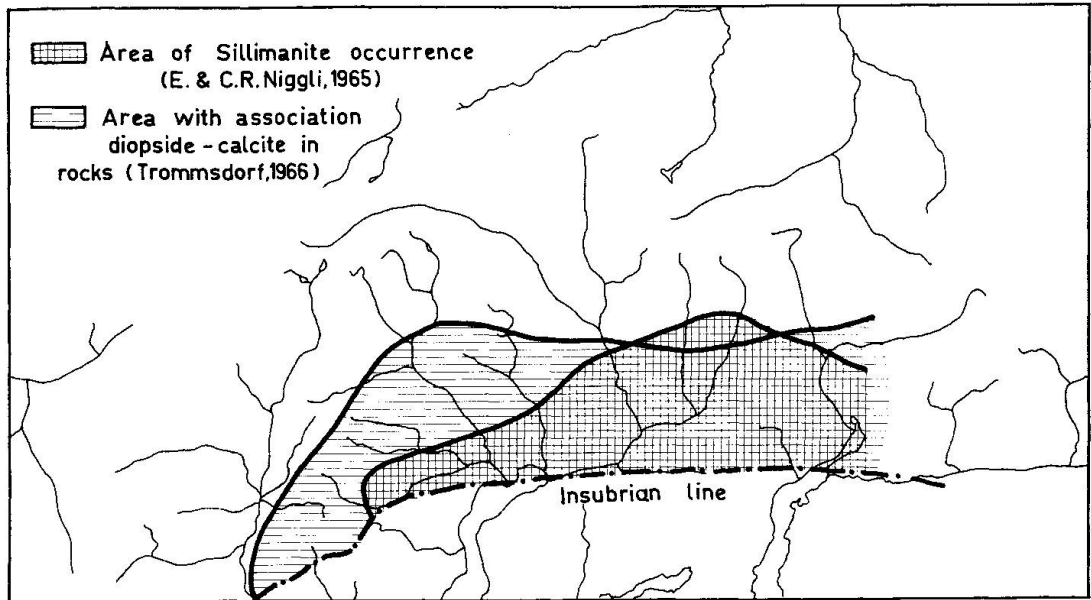 Area of Sillimanite occurrence
(E. & C.R. Niggli, 1965)
Area with association
diopside - calcite in
rocks (Trommsdorf, 1966)
Insubrian line